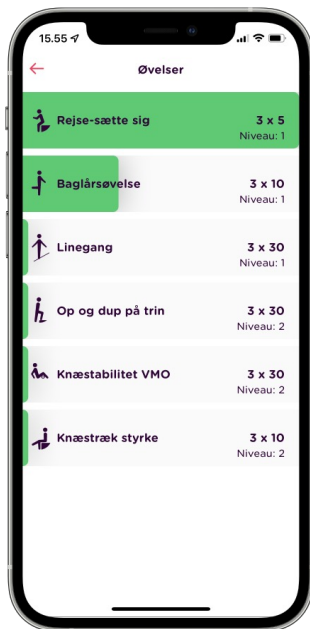 15.55
Øvelser
Rejse-sætte sig
3 x 5
Niveau: 1
Baglårsøvelse
3 x 10
Niveau: 1
Linegang
3 x 30
Niveau: 1
Op og dup på trin
3 x 30
Niveau: 2
Knæstabilitet VMO
3 x 30
Niveau: 2
Knæstræk styrke
3 x 10
Niveau: 2